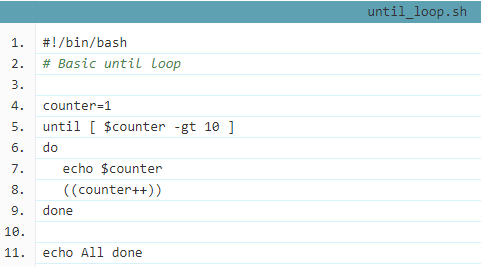 until_loop.sh
1. #!/bin/bash
2. # Basic until loop
3.
4. counter=1
5. until [ $counter -gt 10 ]
6. do
7. echo $counter
8. ((counter++))
9. done
10.
11. echo All done